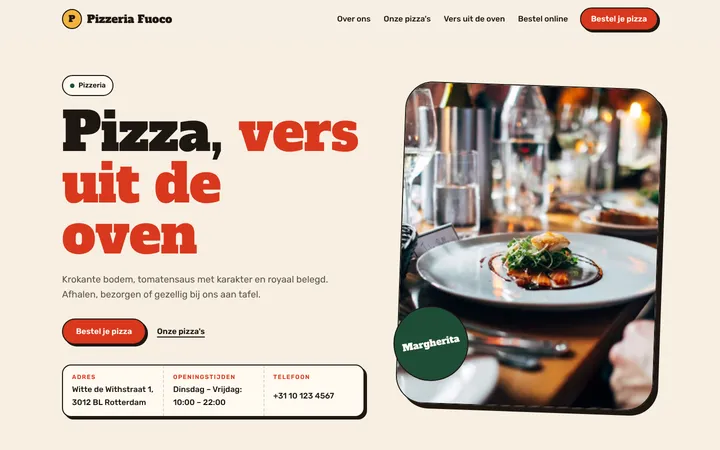 P Pizzeria Fuoco
Over ons
Onze pizza's
Vers uit de oven
Bestel online
Bestel je pizza
Pizzeria
Pizza, vers
uit de
oven
Krokante bodem, tomatensaus met karakter en royaal belegd.
Afhalen, bezorgen of gezellig bij ons aan tafel.
Bestel je pizza
Onze pizza's
ADRES
Witte de Withstraat 1,
3012 BL Rotterdam
OPENINGSTIJDEN
Dinsdag – Vrijdag:
10:00 – 22:00
TELEFOON
+31 10 123 4567
Margherita